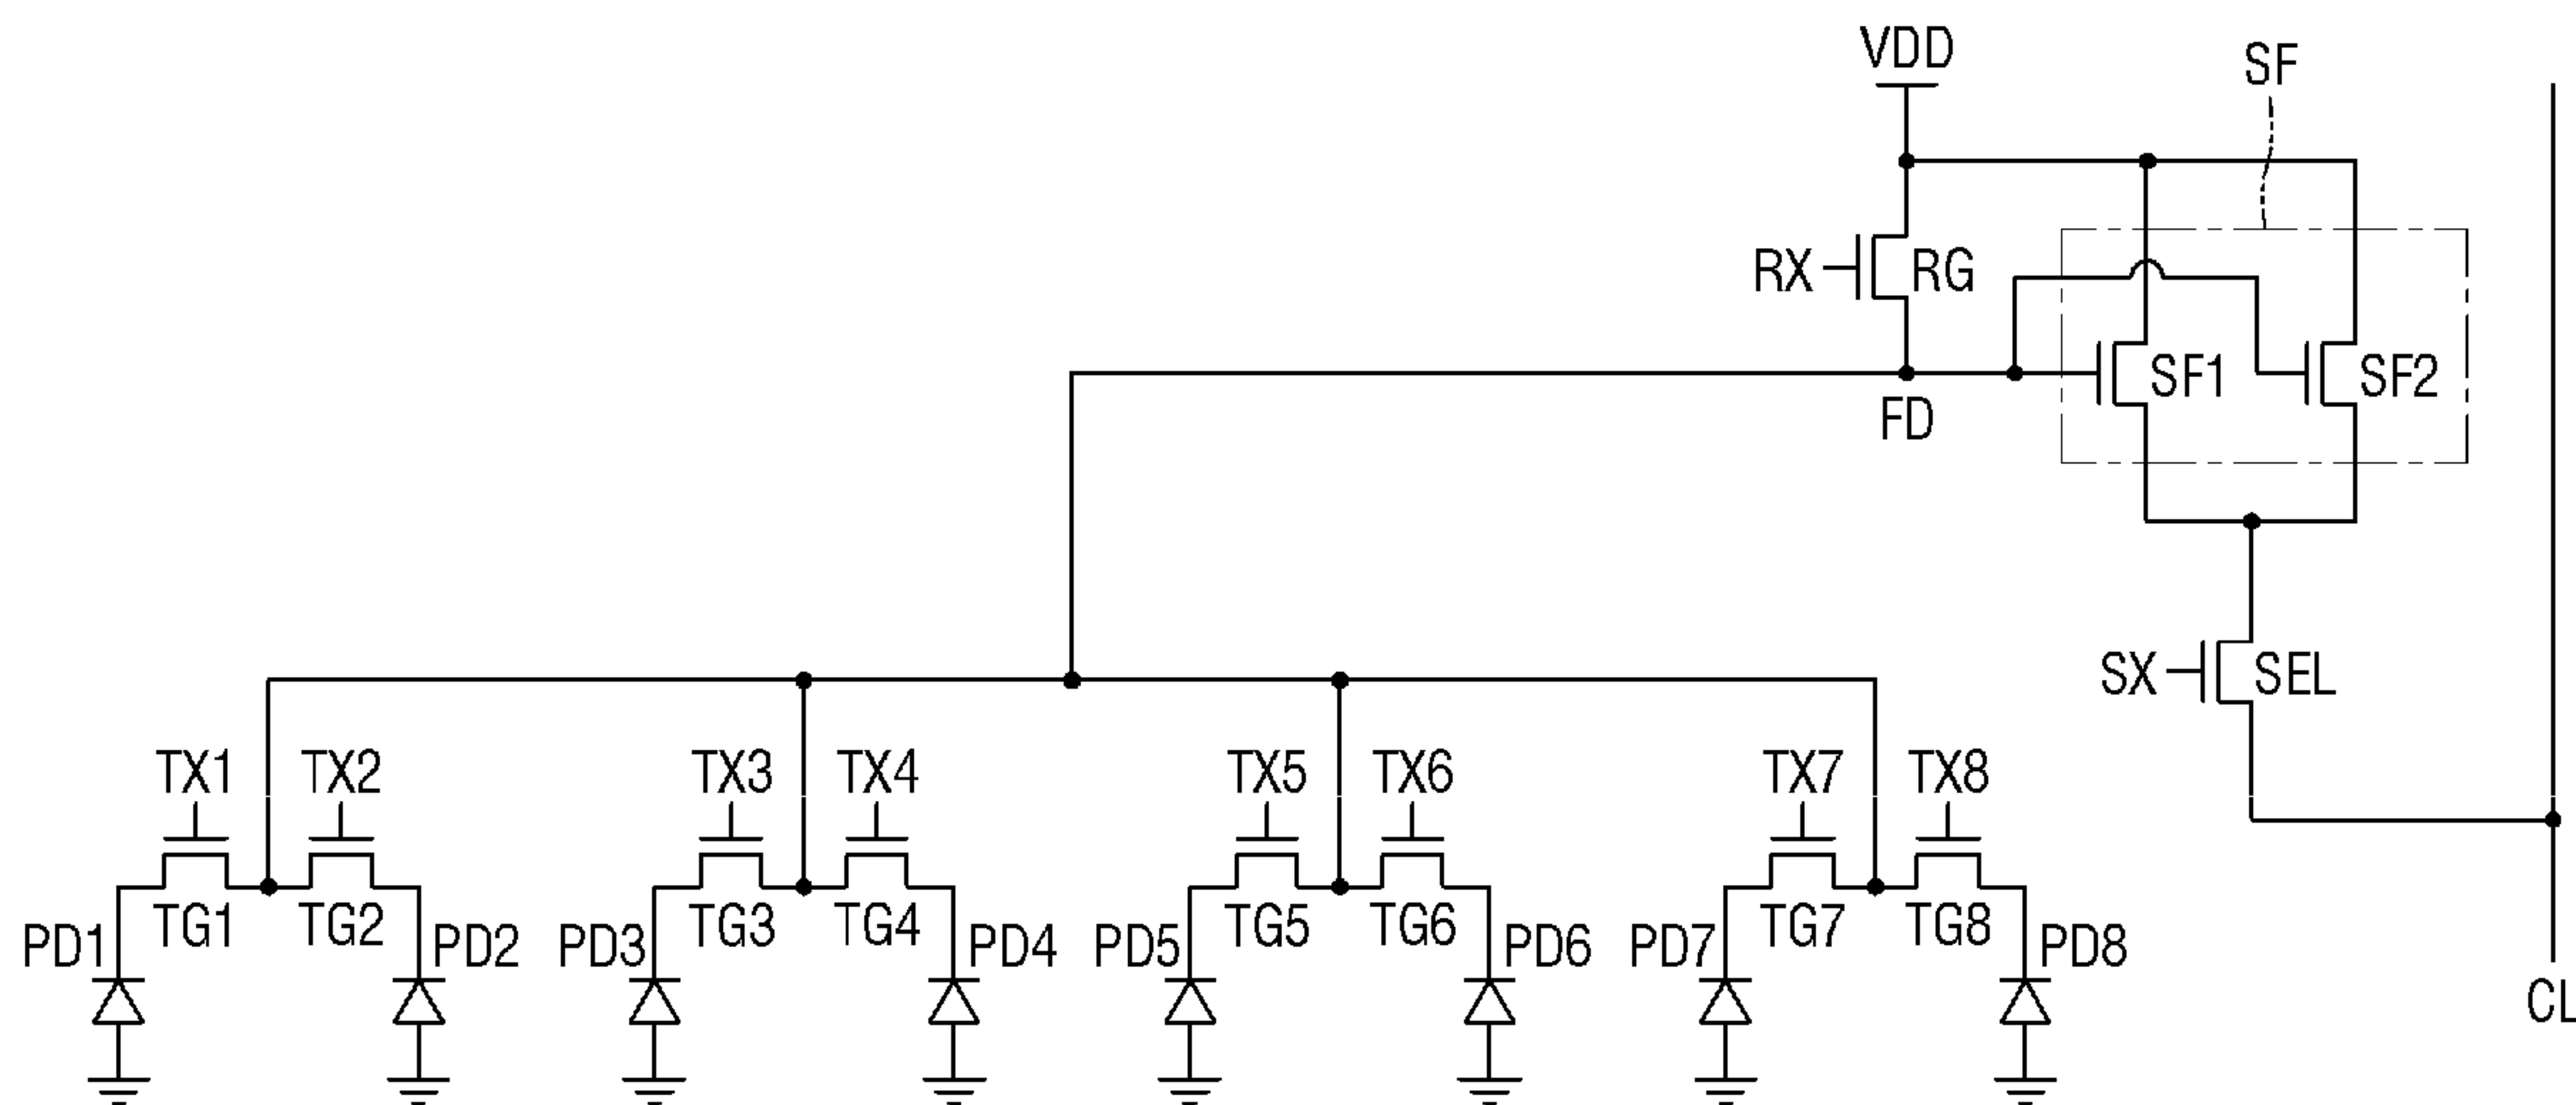 VDD
SF
RX
RG
SF1
SF2
FD
SX
SEL
TX1
TX2
TX3
TX4
TX5
TX6
TX7
TX8
TG1
TG2
TG3
TG4
TG5
TG6
TG7
TG8
PD1
PD2
PD3
PD4
PD5
PD6
PD7
PD8
CL